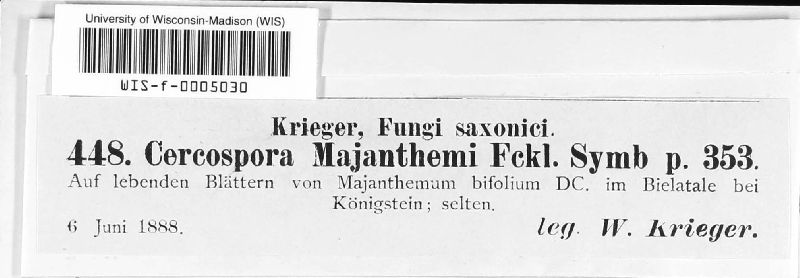 University of Wisconsin-Madison (WIS)
WIS-f-0005030
Krieger, Fungi saxonici.
448. Cercospora Majanthemi Fckl. Symb p. 353.
Auf lebenden Blättern von Majanthemum bifolium DC. im Bielatale bei
Königstein; selten.
6 Juni 1888.
leg. W. Krieger.